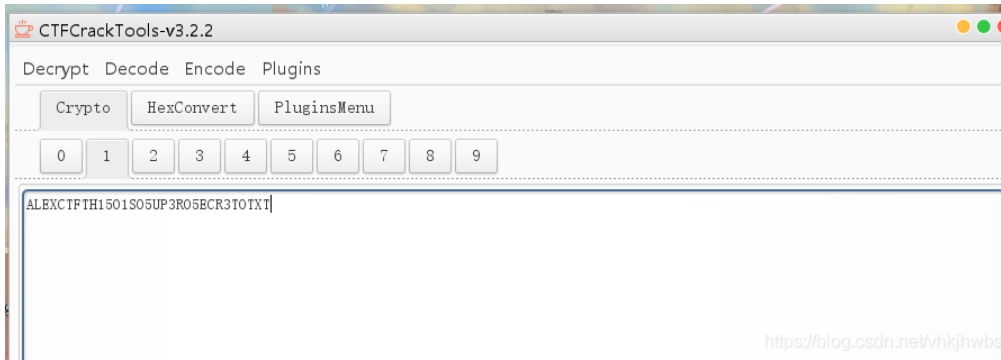 CTFCrackTools-v3.2.2
Decrypt Decode Encode Plugins
Crypto HexConvert PluginsMenu
0 1 2 3 4 5 6 7 8 9
ALEXCTFTH15O1SO5UP3RO5ECR3TOTXT
https://blog.csdn.net/vhkjhwbs